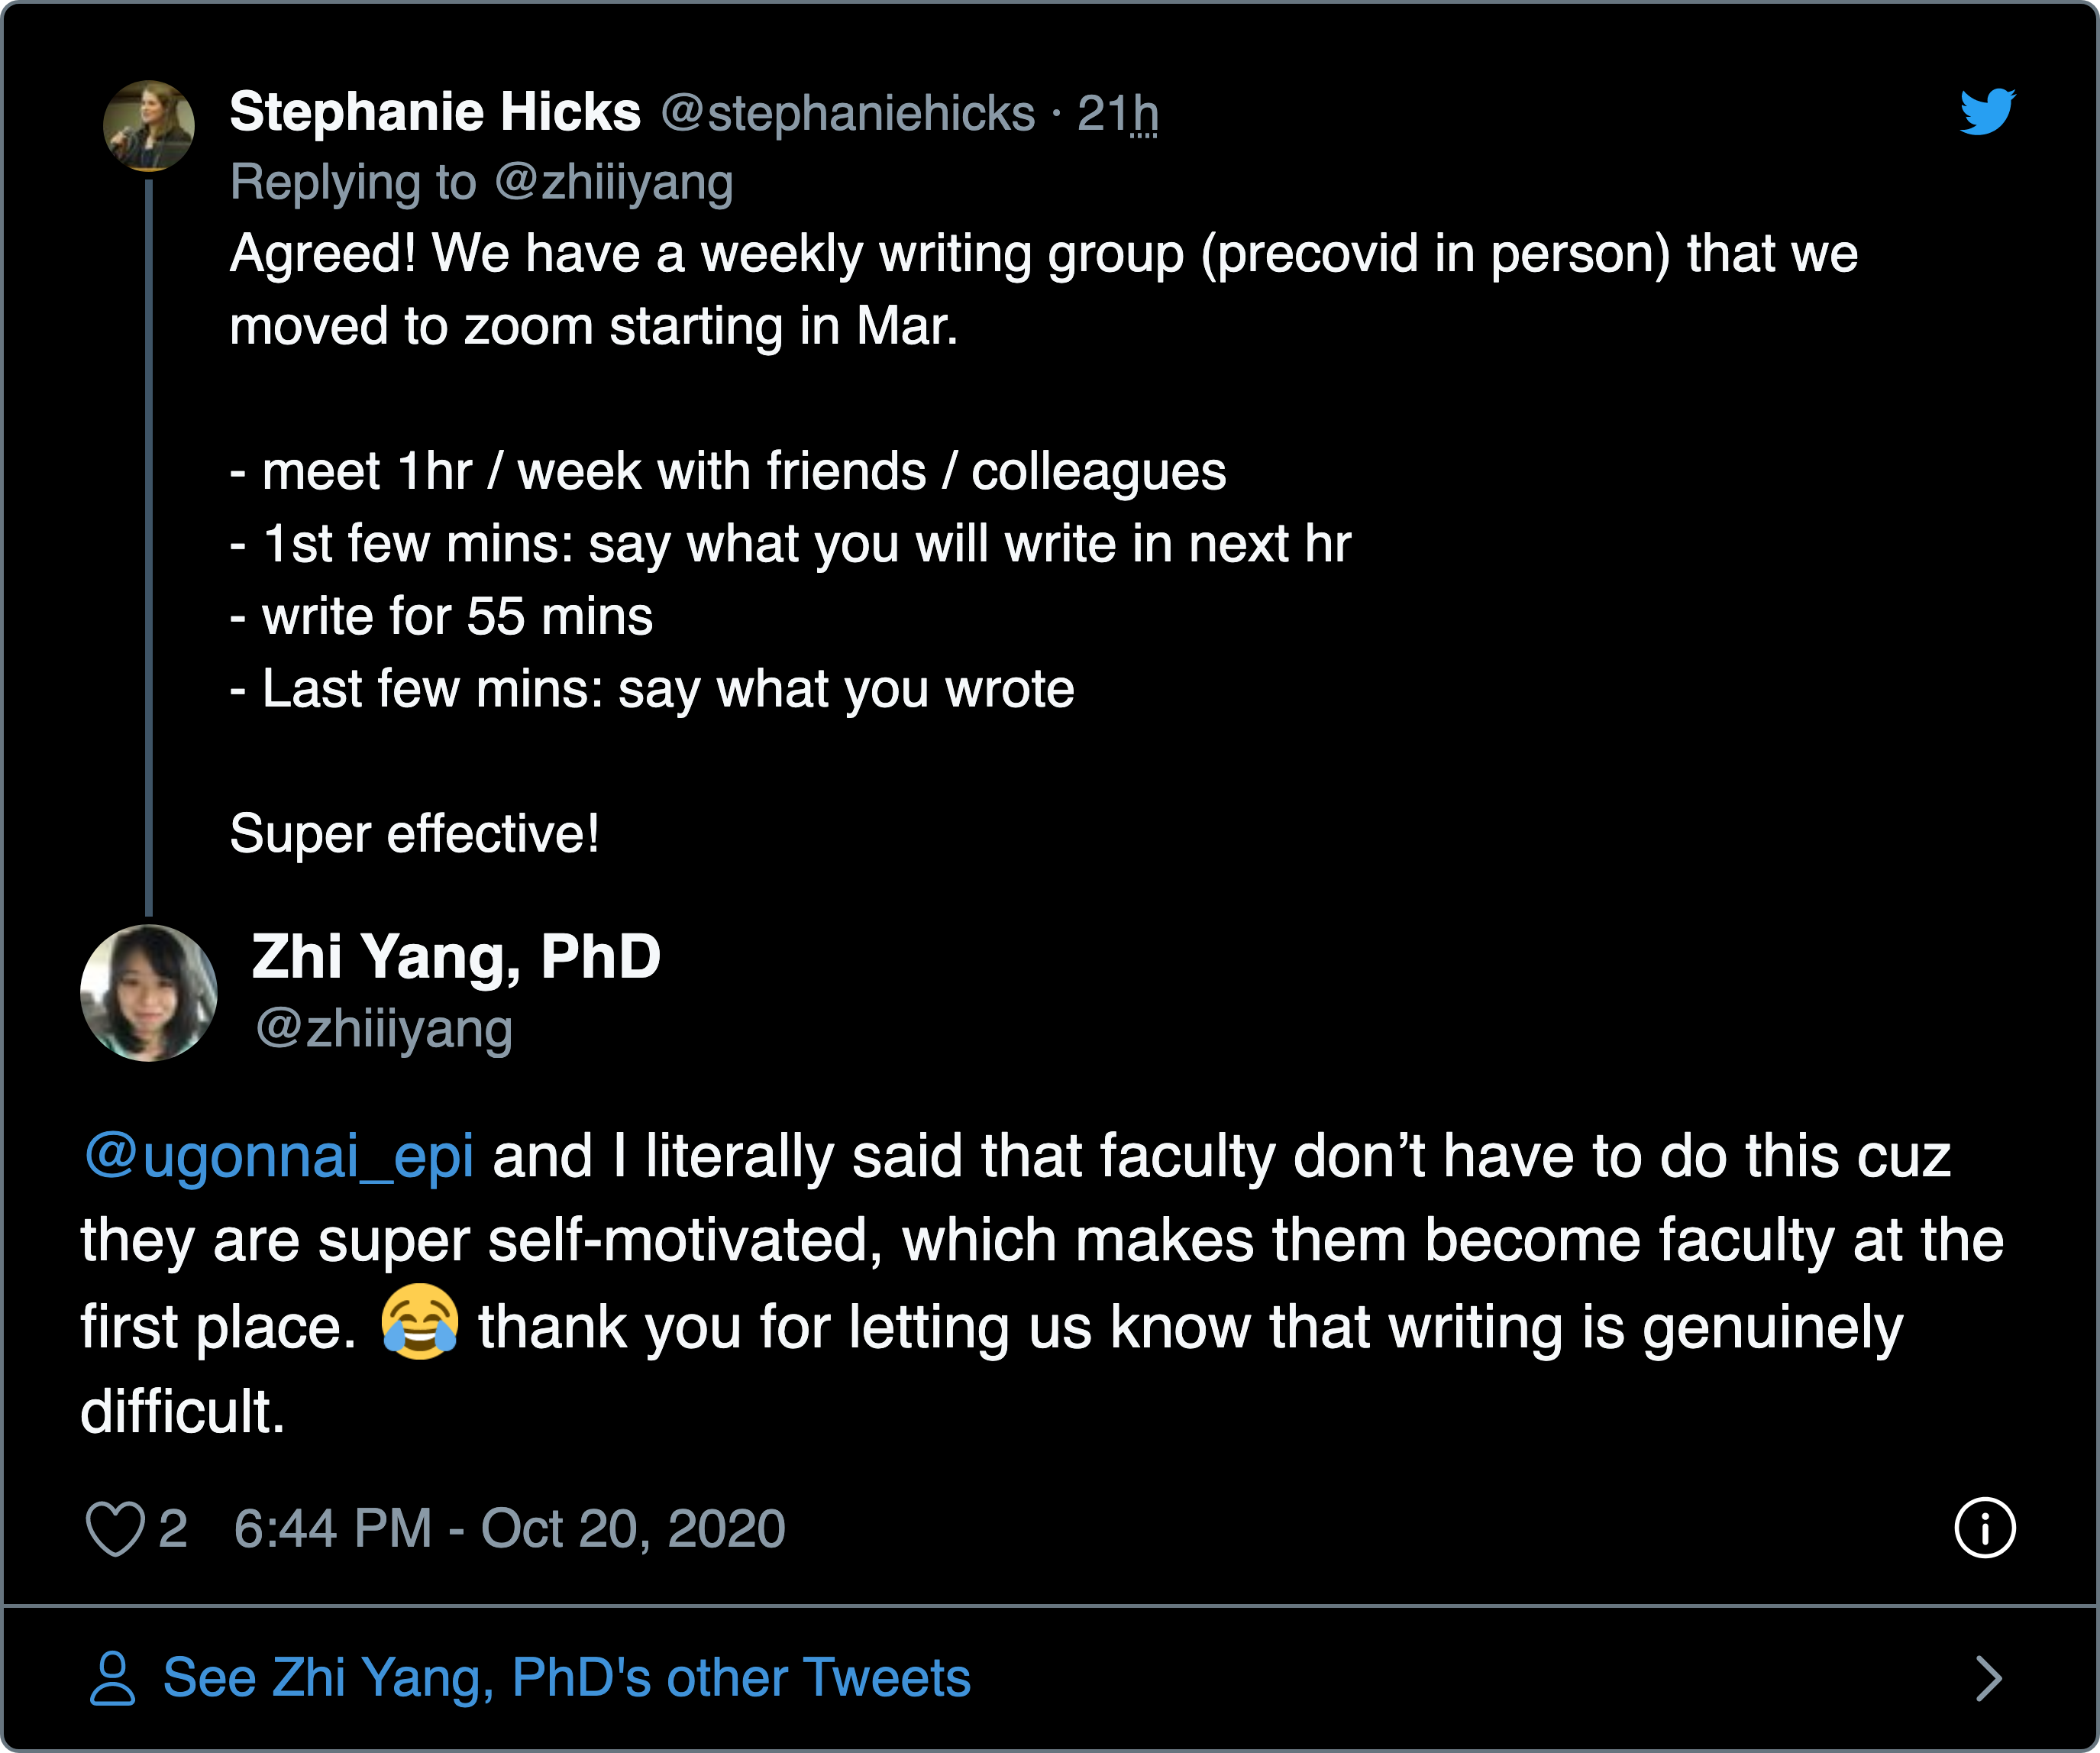 Stephanie Hicks @stephaniehicks · 21h
Replying to @zhiiiyang
Agreed! We have a weekly writing group (precovid in person) that we
moved to zoom starting in Mar.
- meet 1hr / week with friends / colleagues
- 1st few mins: say what you will write in next hr
- write for 55 mins
- Last few mins: say what you wrote
Super effective!
Zhi Yang, PhD
@zhiiiyang
@ugonnai_epi and I literally said that faculty don’t have to do this cuz
they are super self-motivated, which makes them become faculty at the
first place. 😂 thank you for letting us know that writing is genuinely
difficult.
2 6:44 PM - Oct 20, 2020
See Zhi Yang, PhD's other Tweets